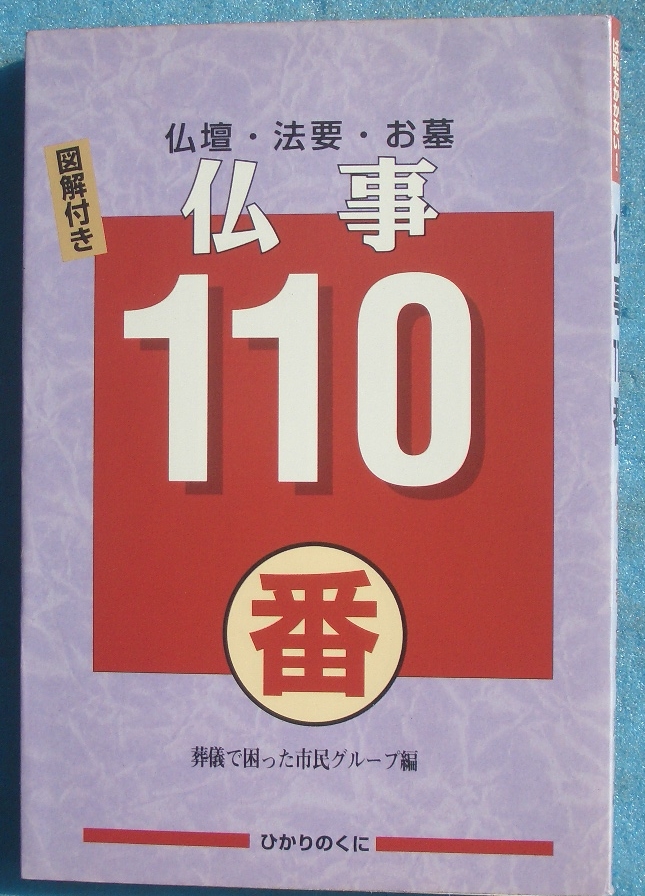 仏壇・法要・お墓
図解付き
仏事
110
番
葬儀で困った市民グループ編
ひかりのくに